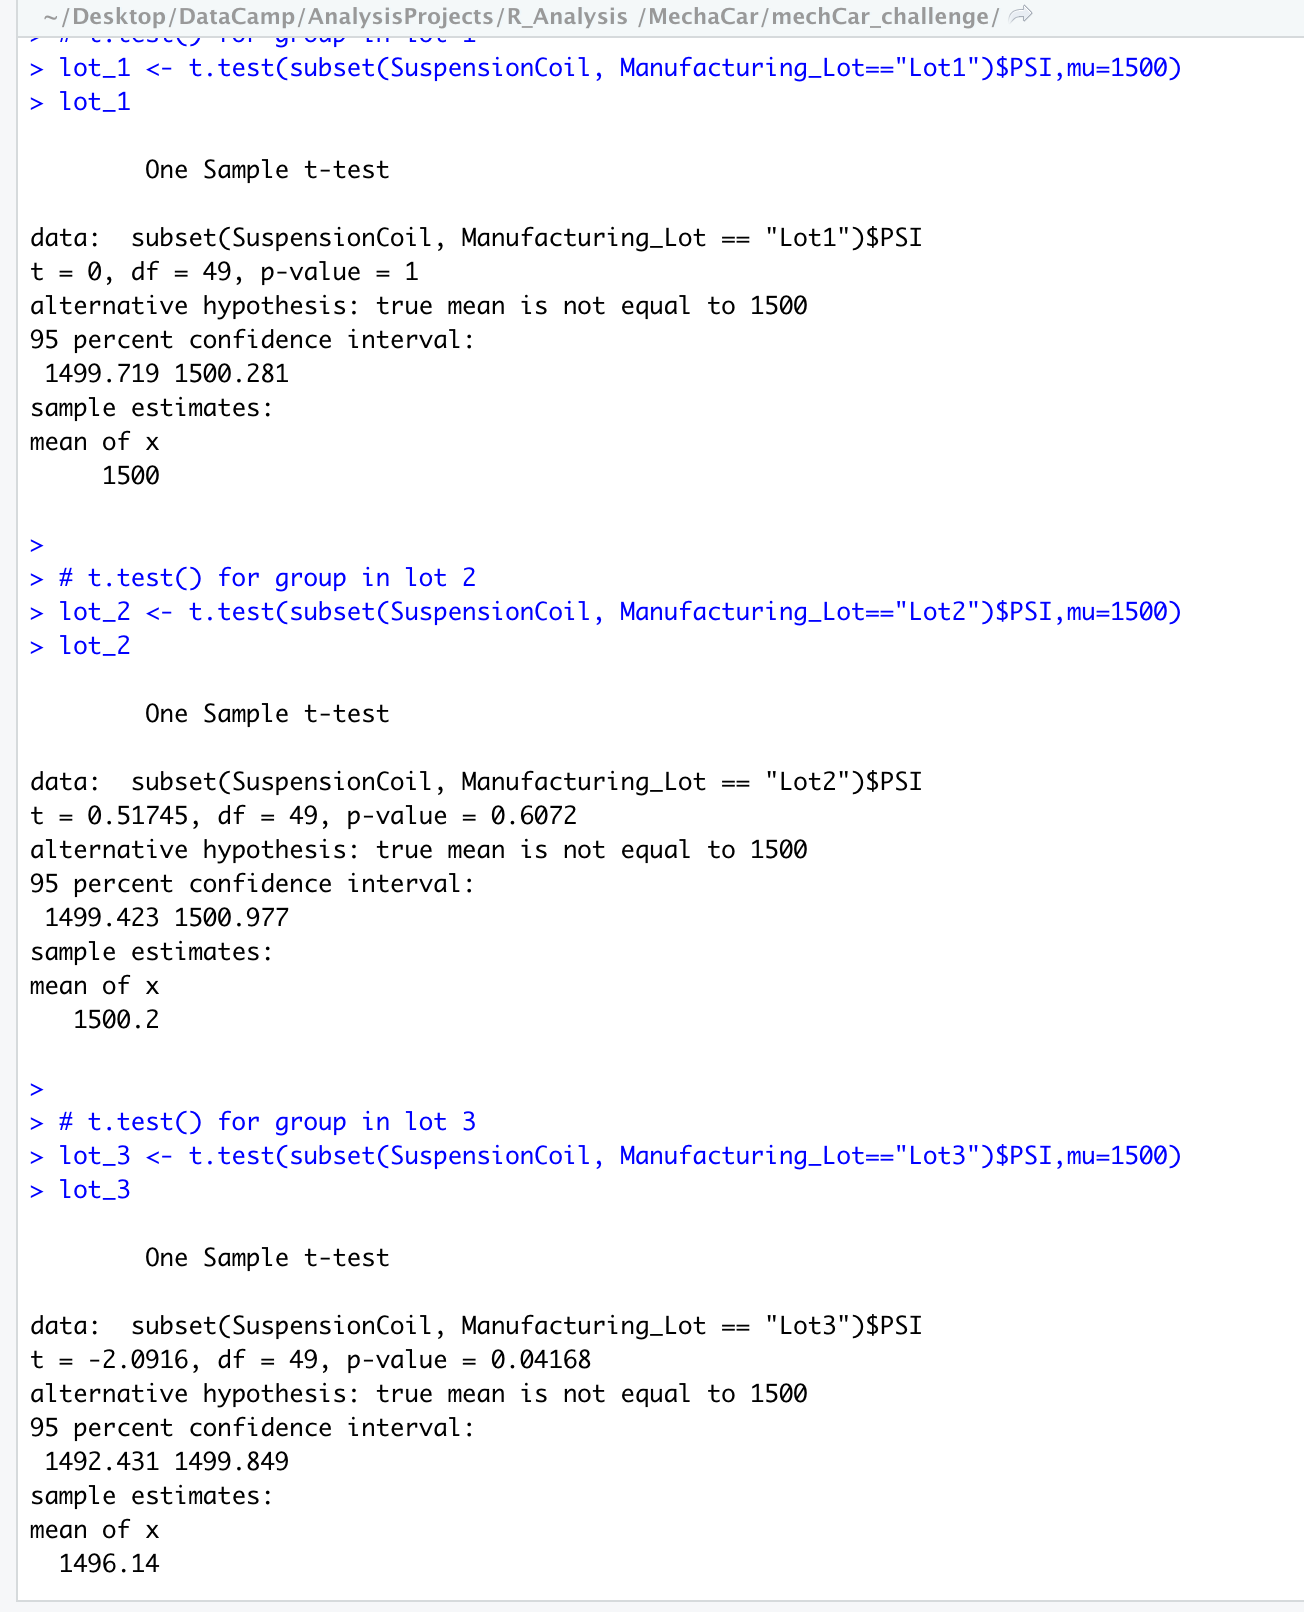 ~/Desktop/DataCamp/AnalysisProjects/R_Analysis /MechaCar/mechCar_challenge/
> # t.test() for group in lot 1
> lot_1 <- t.test(subset(SuspensionCoil, Manufacturing_Lot=="Lot1")$PSI,mu=1500)
> lot_1
One Sample t-test
data:  subset(SuspensionCoil, Manufacturing_Lot == "Lot1")$PSI
t = 0, df = 49, p-value = 1
alternative hypothesis: true mean is not equal to 1500
95 percent confidence interval:
1499.719 1500.281
sample estimates:
mean of x
1500
>
> # t.test() for group in lot 2
> lot_2 <- t.test(subset(SuspensionCoil, Manufacturing_Lot=="Lot2")$PSI,mu=1500)
> lot_2
One Sample t-test
data:  subset(SuspensionCoil, Manufacturing_Lot == "Lot2")$PSI
t = 0.51745, df = 49, p-value = 0.6072
alternative hypothesis: true mean is not equal to 1500
95 percent confidence interval:
1499.423 1500.977
sample estimates:
mean of x
1500.2
>
> # t.test() for group in lot 3
> lot_3 <- t.test(subset(SuspensionCoil, Manufacturing_Lot=="Lot3")$PSI,mu=1500)
> lot_3
One Sample t-test
data:  subset(SuspensionCoil, Manufacturing_Lot == "Lot3")$PSI
t = -2.0916, df = 49, p-value = 0.04168
alternative hypothesis: true mean is not equal to 1500
95 percent confidence interval:
1492.431 1499.849
sample estimates:
mean of x
1496.14